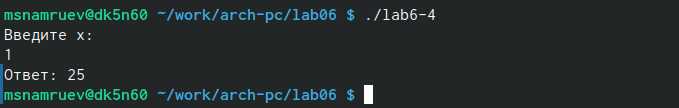 msnamruev@dk5n60 ~/work/arch-pc/lab06 $ ./lab6-4
Введите x:
1
Ответ: 25
msnamruev@dk5n60 ~/work/arch-pc/lab06 $